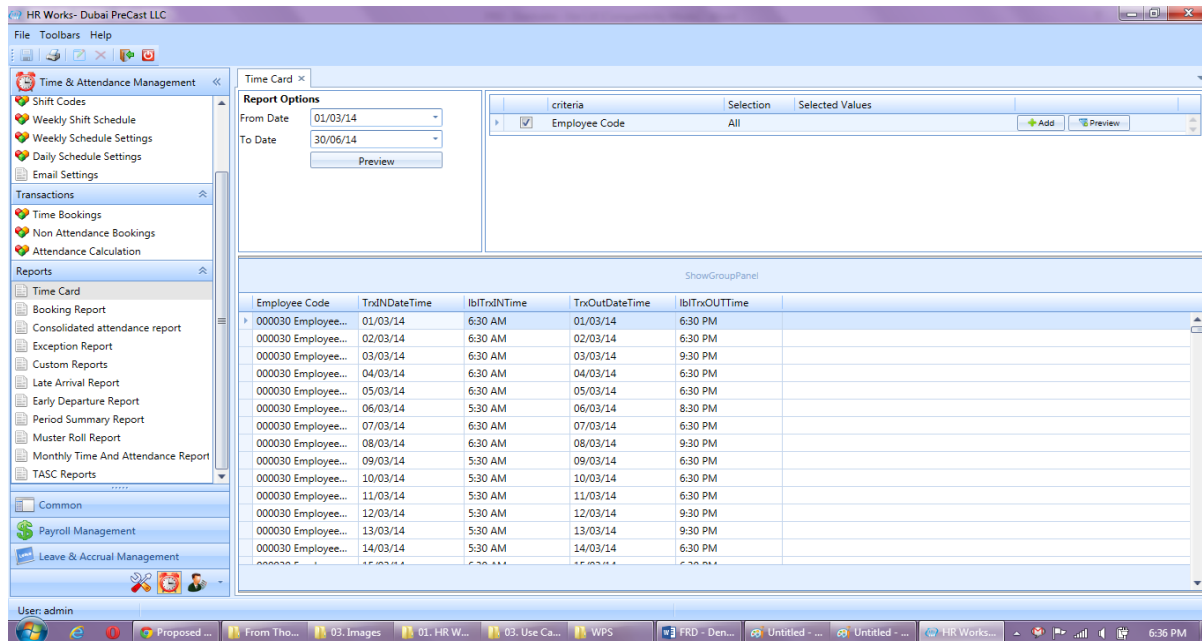 HR Works- Dubai PreCast LLC
File Toolbars Help
Time & Attendance Management «
Shift Codes
Weekly Shift Schedule
Weekly Schedule Settings
Daily Schedule Settings
Email Settings
Transactions
Time Bookings
Non Attendance Bookings
Attendance Calculation
Reports
Time Card
Booking Report
Consolidated attendance report
Exception Report
Custom Reports
Late Arrival Report
Early Departure Report
Period Summary Report
Muster Roll Report
Monthly Time And Attendance Report
TASC Reports
Common
Payroll Management
Leave & Accrual Management
Time Card ×
Report Options
From Date 01/03/14
To Date 30/06/14
Preview
criteria Selection Selected Values
Employee Code All Add Preview
ShowGroupPanel
Employee Code TrxINDateTime lblTrxINTime TrxOutDateTime lblTrxOUTTime
000030 Employee... 01/03/14 6:30 AM 01/03/14 6:30 PM
000030 Employee... 02/03/14 6:30 AM 02/03/14 6:30 PM
000030 Employee... 03/03/14 6:30 AM 03/03/14 9:30 PM
000030 Employee... 04/03/14 6:30 AM 04/03/14 6:30 PM
000030 Employee... 05/03/14 6:30 AM 05/03/14 6:30 PM
000030 Employee... 06/03/14 5:30 AM 06/03/14 8:30 PM
000030 Employee... 07/03/14 6:30 AM 07/03/14 6:30 PM
000030 Employee... 08/03/14 6:30 AM 08/03/14 9:30 PM
000030 Employee... 09/03/14 5:30 AM 09/03/14 6:30 PM
000030 Employee... 10/03/14 5:30 AM 10/03/14 6:30 PM
000030 Employee... 11/03/14 5:30 AM 11/03/14 6:30 PM
000030 Employee... 12/03/14 5:30 AM 12/03/14 9:30 PM
000030 Employee... 13/03/14 5:30 AM 13/03/14 9:30 PM
000030 Employee... 14/03/14 5:30 AM 14/03/14 6:30 PM
User: admin
Proposed ... From Tho... 03. Images 01. HR W... 03. Use Ca... WPS FRD - Den... Untitled - ... Untitled - ... HR Works... 6:36 PM